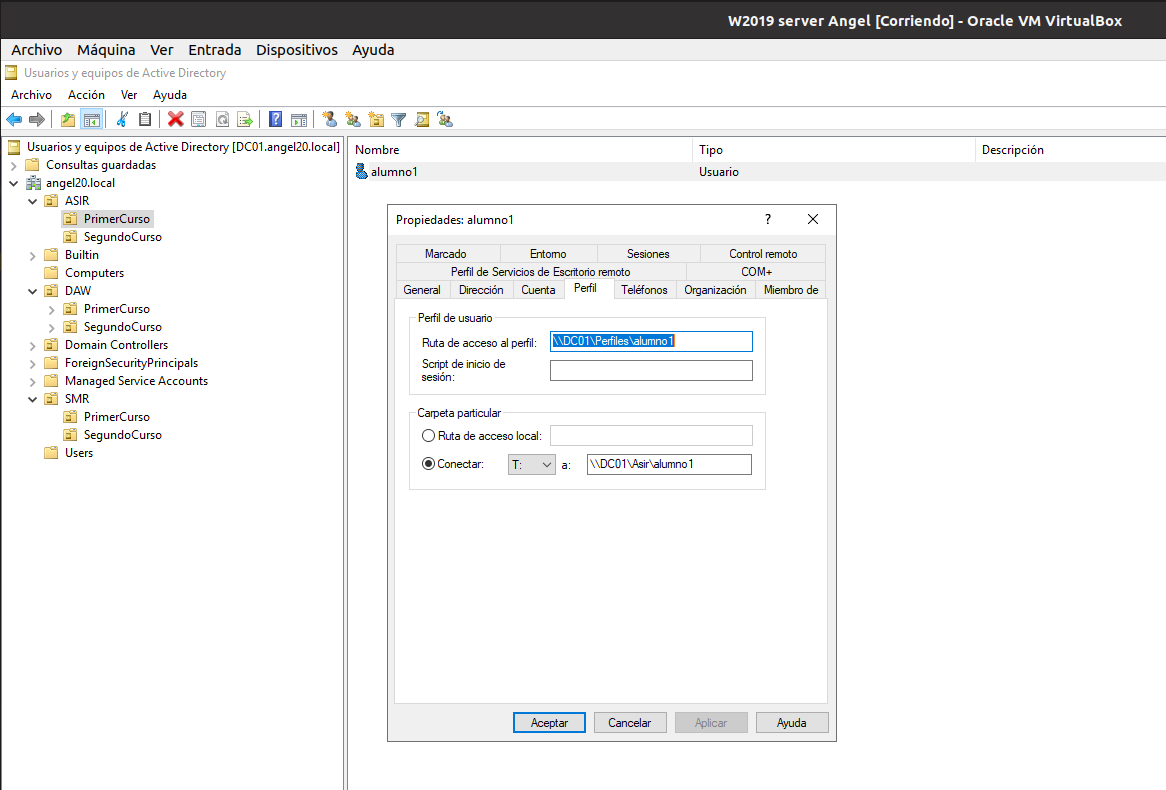 W2019 server Angel [Corriendo] - Oracle VM VirtualBox
Archivo Máquina Ver Entrada Dispositivos Ayuda
Usuarios y equipos de Active Directory
Archivo Acción Ver Ayuda
Usuarios y equipos de Active Directory [DC01.angel20.local]
Consultas guardadas
angel20.local
ASIR
PrimerCurso
SegundoCurso
Builtin
Computers
DAW
PrimerCurso
SegundoCurso
Domain Controllers
ForeignSecurityPrincipals
Managed Service Accounts
SMR
PrimerCurso
SegundoCurso
Users
Nombre Tipo Descripción
alumno1 Usuario
Propiedades: alumno1 ?
Marcado Entorno Sesiones Control remoto
Perfil de Servicios de Escritorio remoto COM+
General Dirección Cuenta Perfil Teléfonos Organización Miembro de
Perfil de usuario
Ruta de acceso al perfil: \\DC01\Perfiles\alumno1
Script de inicio de
sesión:
Carpeta particular
Ruta de acceso local:
Conectar: T: a: \\DC01\Asir\alumno1
Aceptar Cancelar Aplicar Ayuda